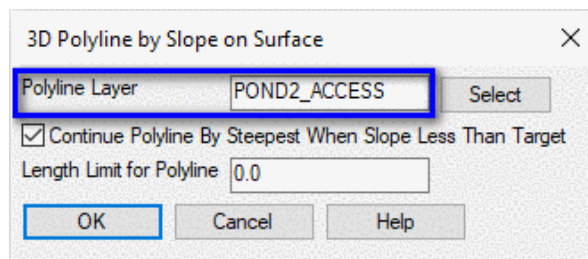 3D Polyline by Slope on Surface
Polyline Layer POND2_ACCESS Select
Continue Polyline By Steepest When Slope Less Than Target
Length Limit for Polyline 0.0
OK Cancel Help